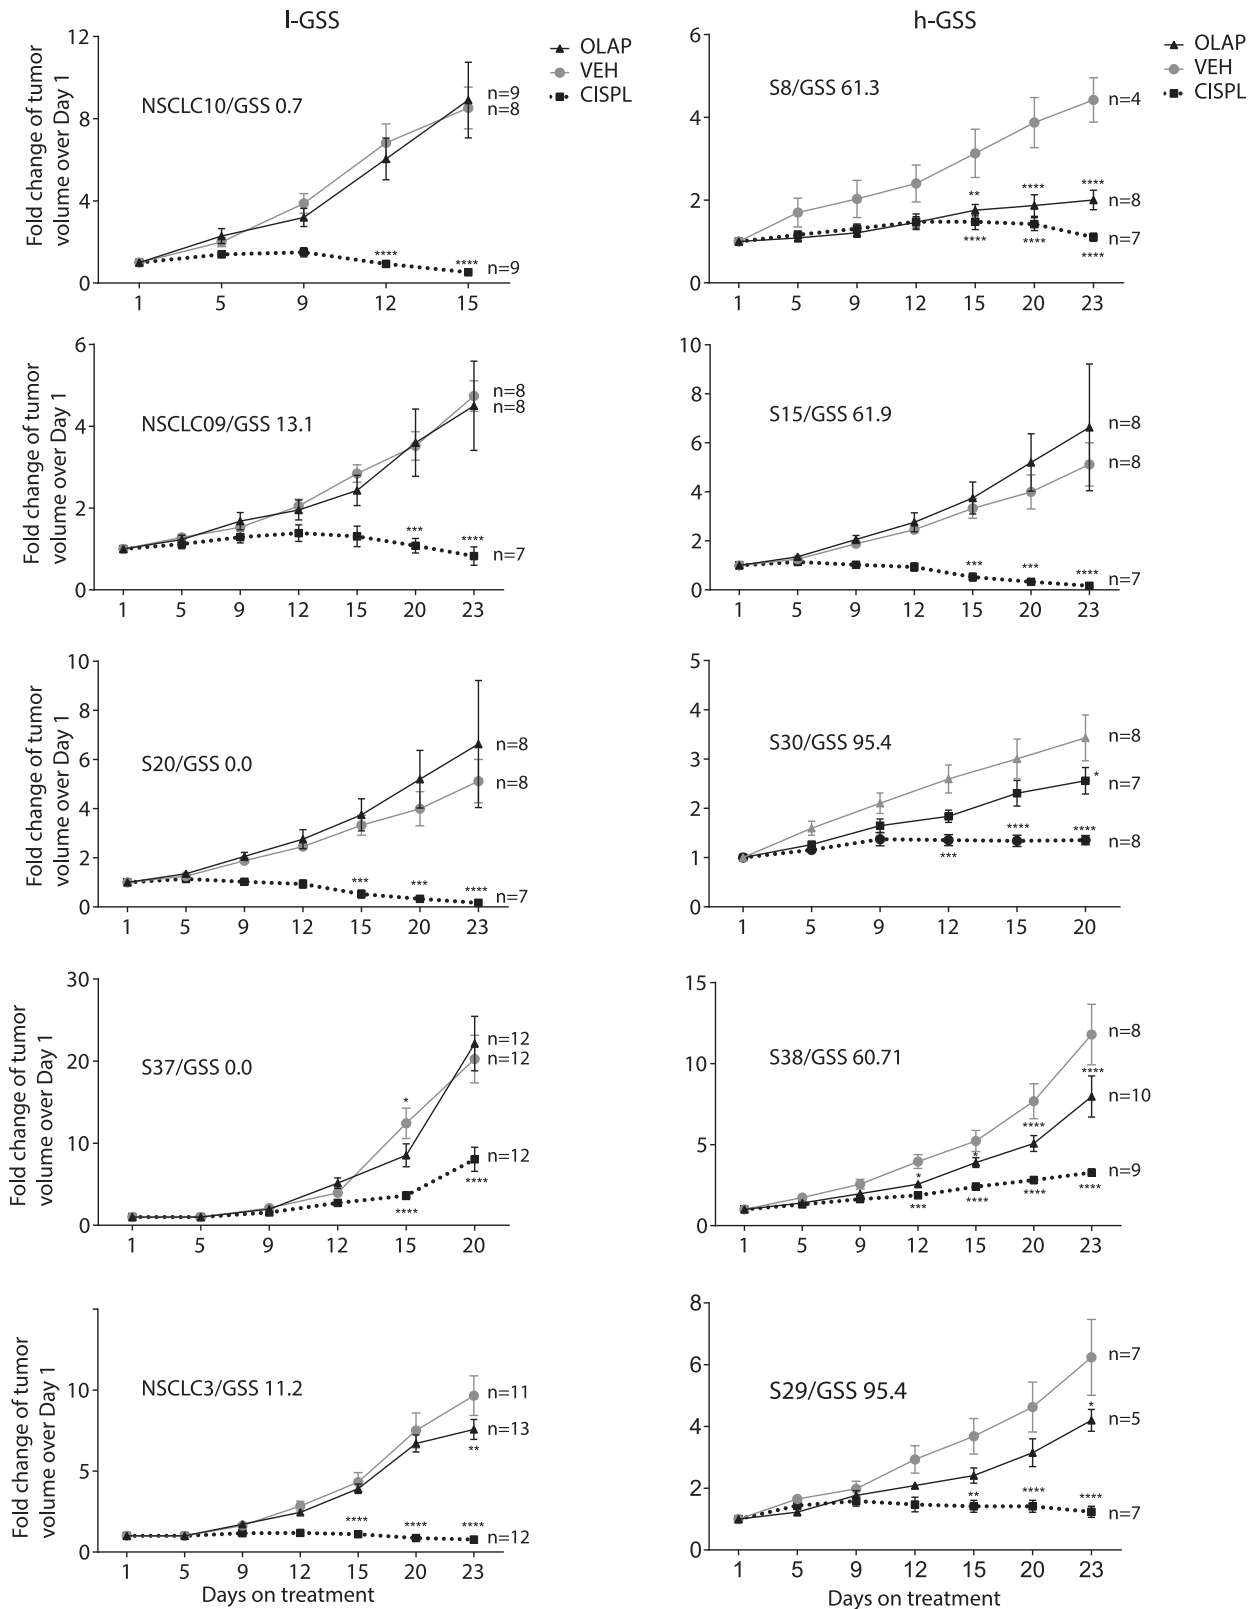 l-GSS
h-GSS
OLAP
VEH
CISPL
OLAP
VEH
CISPL
Fold change of tumor
volume over Day 1
12
8
4
0
NSCLC10/GSS 0.7
n=9
n=8
****
****
n=9
1 5 9 12 15
6
4
2
0
S8/GSS 61.3
n=4
**
****
****
n=8
n=7
****
****
****
1 5 9 12 15 20 23
Fold change of tumor
volume over Day 1
6
4
2
0
NSCLC09/GSS 13.1
n=8
n=8
***
****
n=7
1 5 9 12 15 20 23
10
8
6
4
2
0
S15/GSS 61.9
n=8
n=8
***
***
****
n=7
1 5 9 12 15 20 23
Fold change of tumor
volume over Day 1
10
8
6
4
2
0
S20/GSS 0.0
n=8
n=8
***
***
****
n=7
1 5 9 12 15 20 23
5
4
3
2
1
0
S30/GSS 95.4
n=8
*
n=7
****
****
n=8
***
1 5 9 12 15 20
Fold change of tumor
volume over Day 1
30
20
10
0
S37/GSS 0.0
n=12
n=12
*
n=12
****
****
1 5 9 12 15 20
15
10
5
0
S38/GSS 60.71
n=8
****
n=10
****
*
*
n=9
***
****
****
****
1 5 9 12 15 20 23
Fold change of tumor
volume over Day 1
10
5
0
NSCLC3/GSS 11.2
n=11
n=13
**
****
****
****
n=12
1 5 9 12 15 20 23
Days on treatment
8
6
4
2
0
S29/GSS 95.4
n=7
*
n=5
**
****
****
n=7
1 5 9 12 15 20 23
Days on treatment